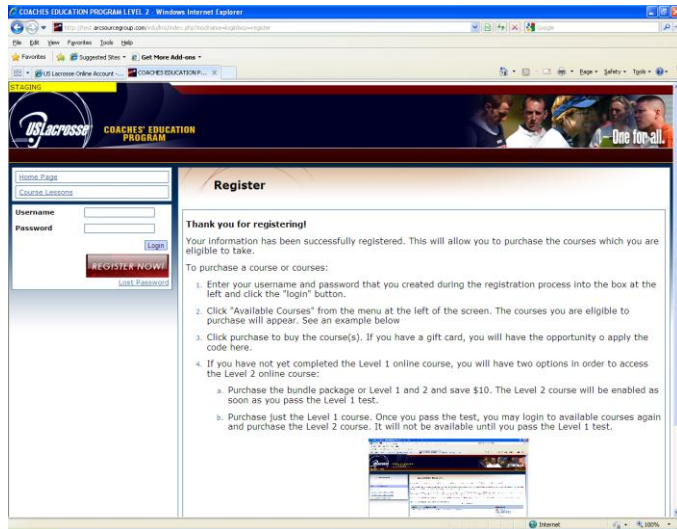 COACHES EDUCATION PROGRAM LEVEL 2 - Windows Internet Explorer
Google
File Edit View Favorites Tools Help
Favorites Suggested Sites Get More Add-ons
US Lacrosse Online Account -... COACHES EDUCATION P...
Page Safety Tools
STAGING
US Lacrosse
COACHES' EDUCATION
PROGRAM
One for all.
Home Page
Course Lessons
Username
Password
Login
REGISTER NOW!
Lost Password
Register
Thank you for registering!
Your information has been successfully registered. This will allow you to purchase the courses which you are
eligible to take.
To purchase a course or courses:
1. Enter your username and password that you created during the registration process into the box at the
left and click the "login" button.
2. Click "Available Courses" from the menu at the left of the screen. The courses you are eligible to
purchase will appear. See an example below
3. Click purchase to buy the course(s). If you have a gift card, you will have the opportunity o apply the
code here.
4. If you have not yet completed the Level 1 online course, you will have two options in order to access
the Level 2 online course:
a. Purchase the bundle package or Level 1 and 2 and save $10. The Level 2 course will be enabled as
soon as you pass the Level 1 test.
b. Purchase just the Level 1 course. Once you pass the test, you may login to available courses again
and purchase the Level 2 course. It will not be available until you pass the Level 1 test.
Internet
100%